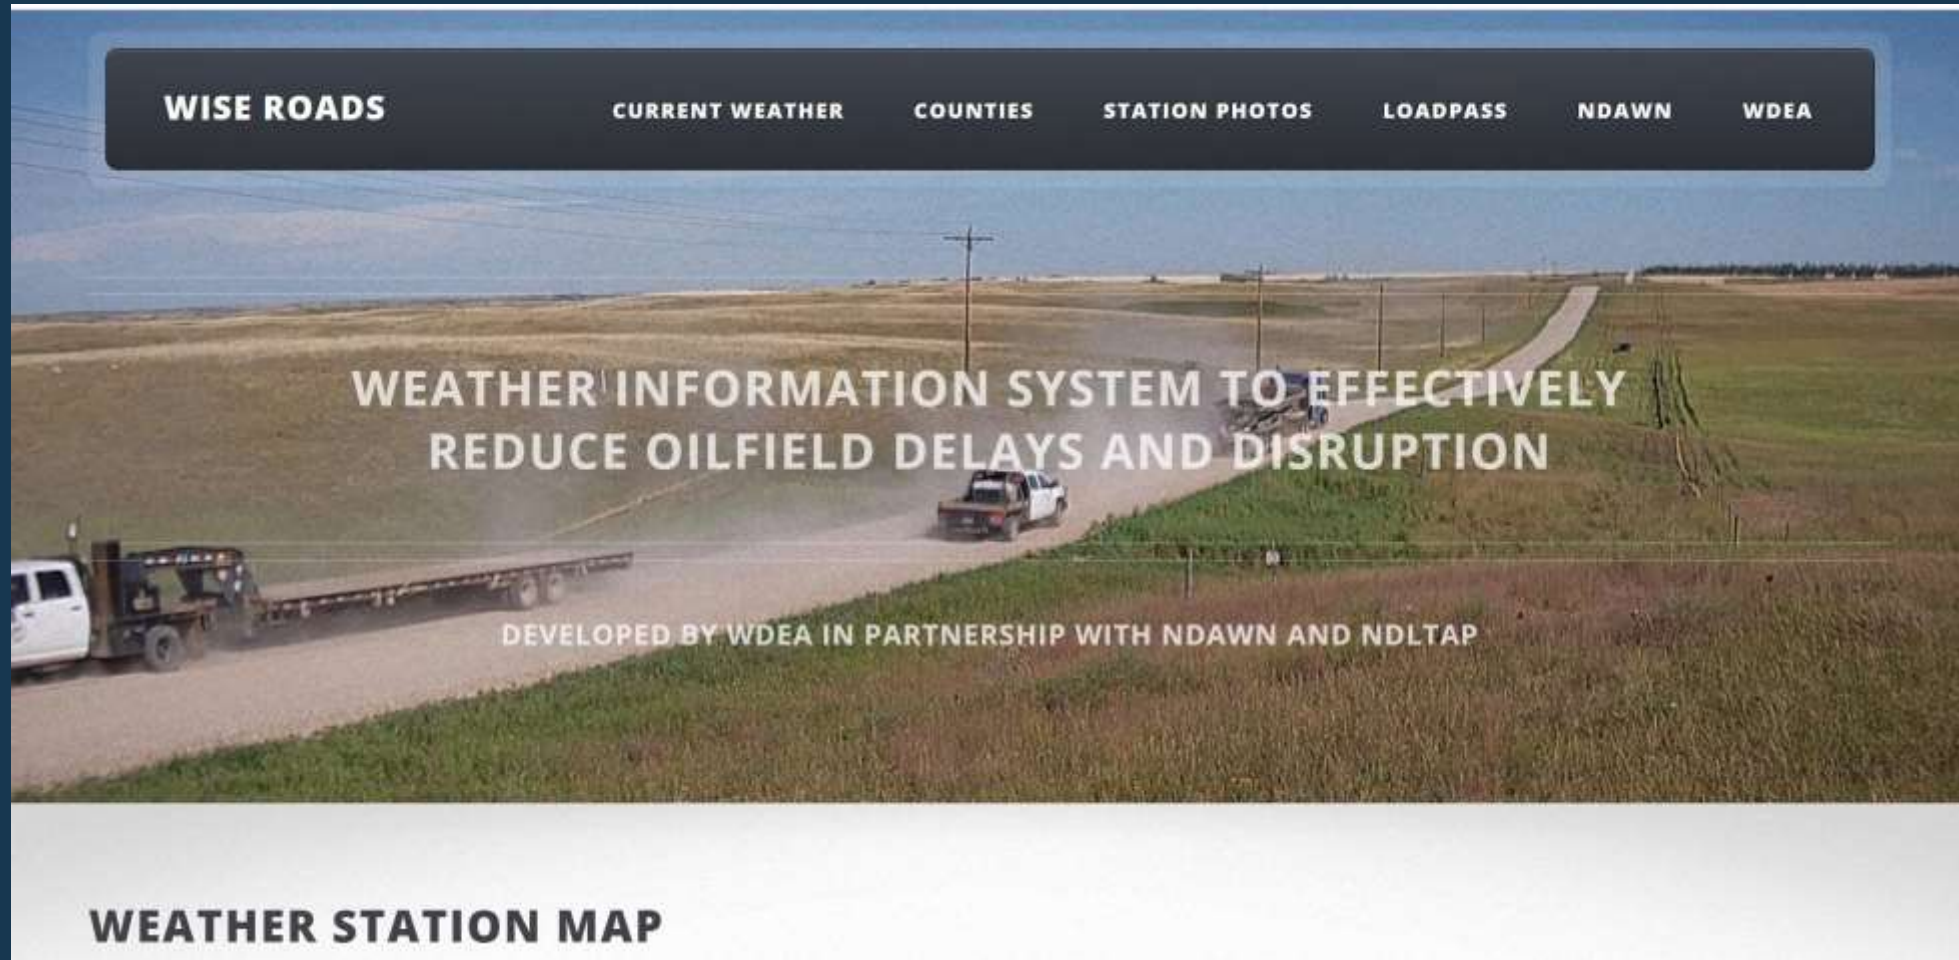 WISE ROADS
CURRENT WEATHER
COUNTIES
STATION PHOTOS
LOADPASS
NDAWN
WDEA
WEATHER INFORMATION SYSTEM TO EFFECTIVELY
REDUCE OILFIELD DELAYS AND DISRUPTION
DEVELOPED BY WDEA IN PARTNERSHIP WITH NDAWN AND NDLTAP
WEATHER STATION MAP